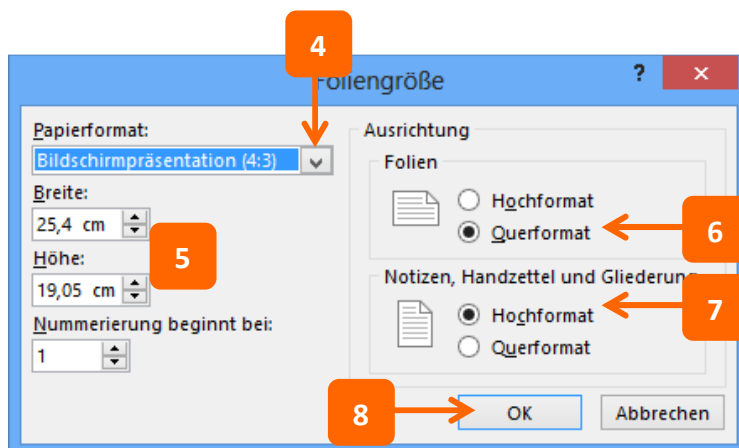 4
Foliengröße
?
Papierformat:
Bildschirmpräsentation (4:3)
Breite:
25,4 cm
5
Höhe:
19,05 cm
Nummerierung beginnt bei:
1
Ausrichtung
Folien
Hochformat
Querformat
6
Notizen, Handzettel und Gliederung
Hochformat
7
Querformat
8
OK
Abbrechen